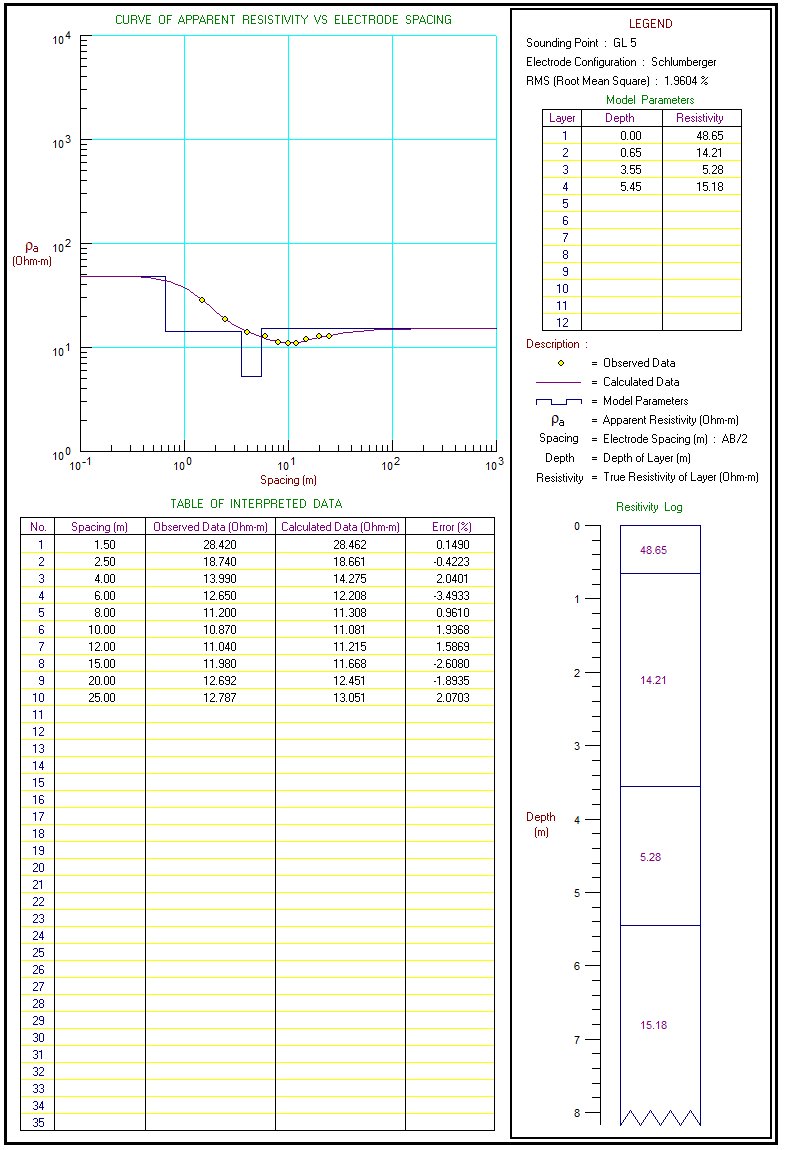 CURVE OF APPARENT RESISTIVITY VS ELECTRODE SPACING
10^4
10^3
ρa
(Ohm-m)
10^2
10^1
10^0
10^-1 10^0 10^1 10^2 10^3
Spacing (m)
TABLE OF INTERPRETED DATA
No. Spacing (m) Observed Data (Ohm-m) Calculated Data (Ohm-m) Error (%)
1 1.50 28.420 28.462 0.1490
2 2.50 18.740 18.661 -0.4223
3 4.00 13.990 14.275 2.0401
4 6.00 12.650 12.208 -3.4933
5 8.00 11.200 11.308 0.9610
6 10.00 10.870 11.081 1.9368
7 12.00 11.040 11.215 1.5869
8 15.00 11.980 11.668 -2.6080
9 20.00 12.692 12.451 -1.8935
10 25.00 12.787 13.051 2.0703
11
12
13
14
15
16
17
18
19
20
21
22
23
24
25
26
27
28
29
30
31
32
33
34
35
LEGEND
Sounding Point : GL 5
Electrode Configuration : Schlumberger
RMS (Root Mean Square) : 1.9604 %
Model Parameters
Layer Depth Resistivity
1 0.00 48.65
2 0.65 14.21
3 3.55 5.28
4 5.45 15.18
5
6
7
8
9
10
11
12
Description :
= Observed Data
= Calculated Data
= Model Parameters
ρa = Apparent Resistivity (Ohm-m)
Spacing = Electrode Spacing (m) : AB/2
Depth = Depth of Layer (m)
Resistivity = True Resistivity of Layer (Ohm-m)
Resitivity Log
0
48.65
1
2
14.21
3
Depth
(m)
4
5.28
5
6
15.18
7
8